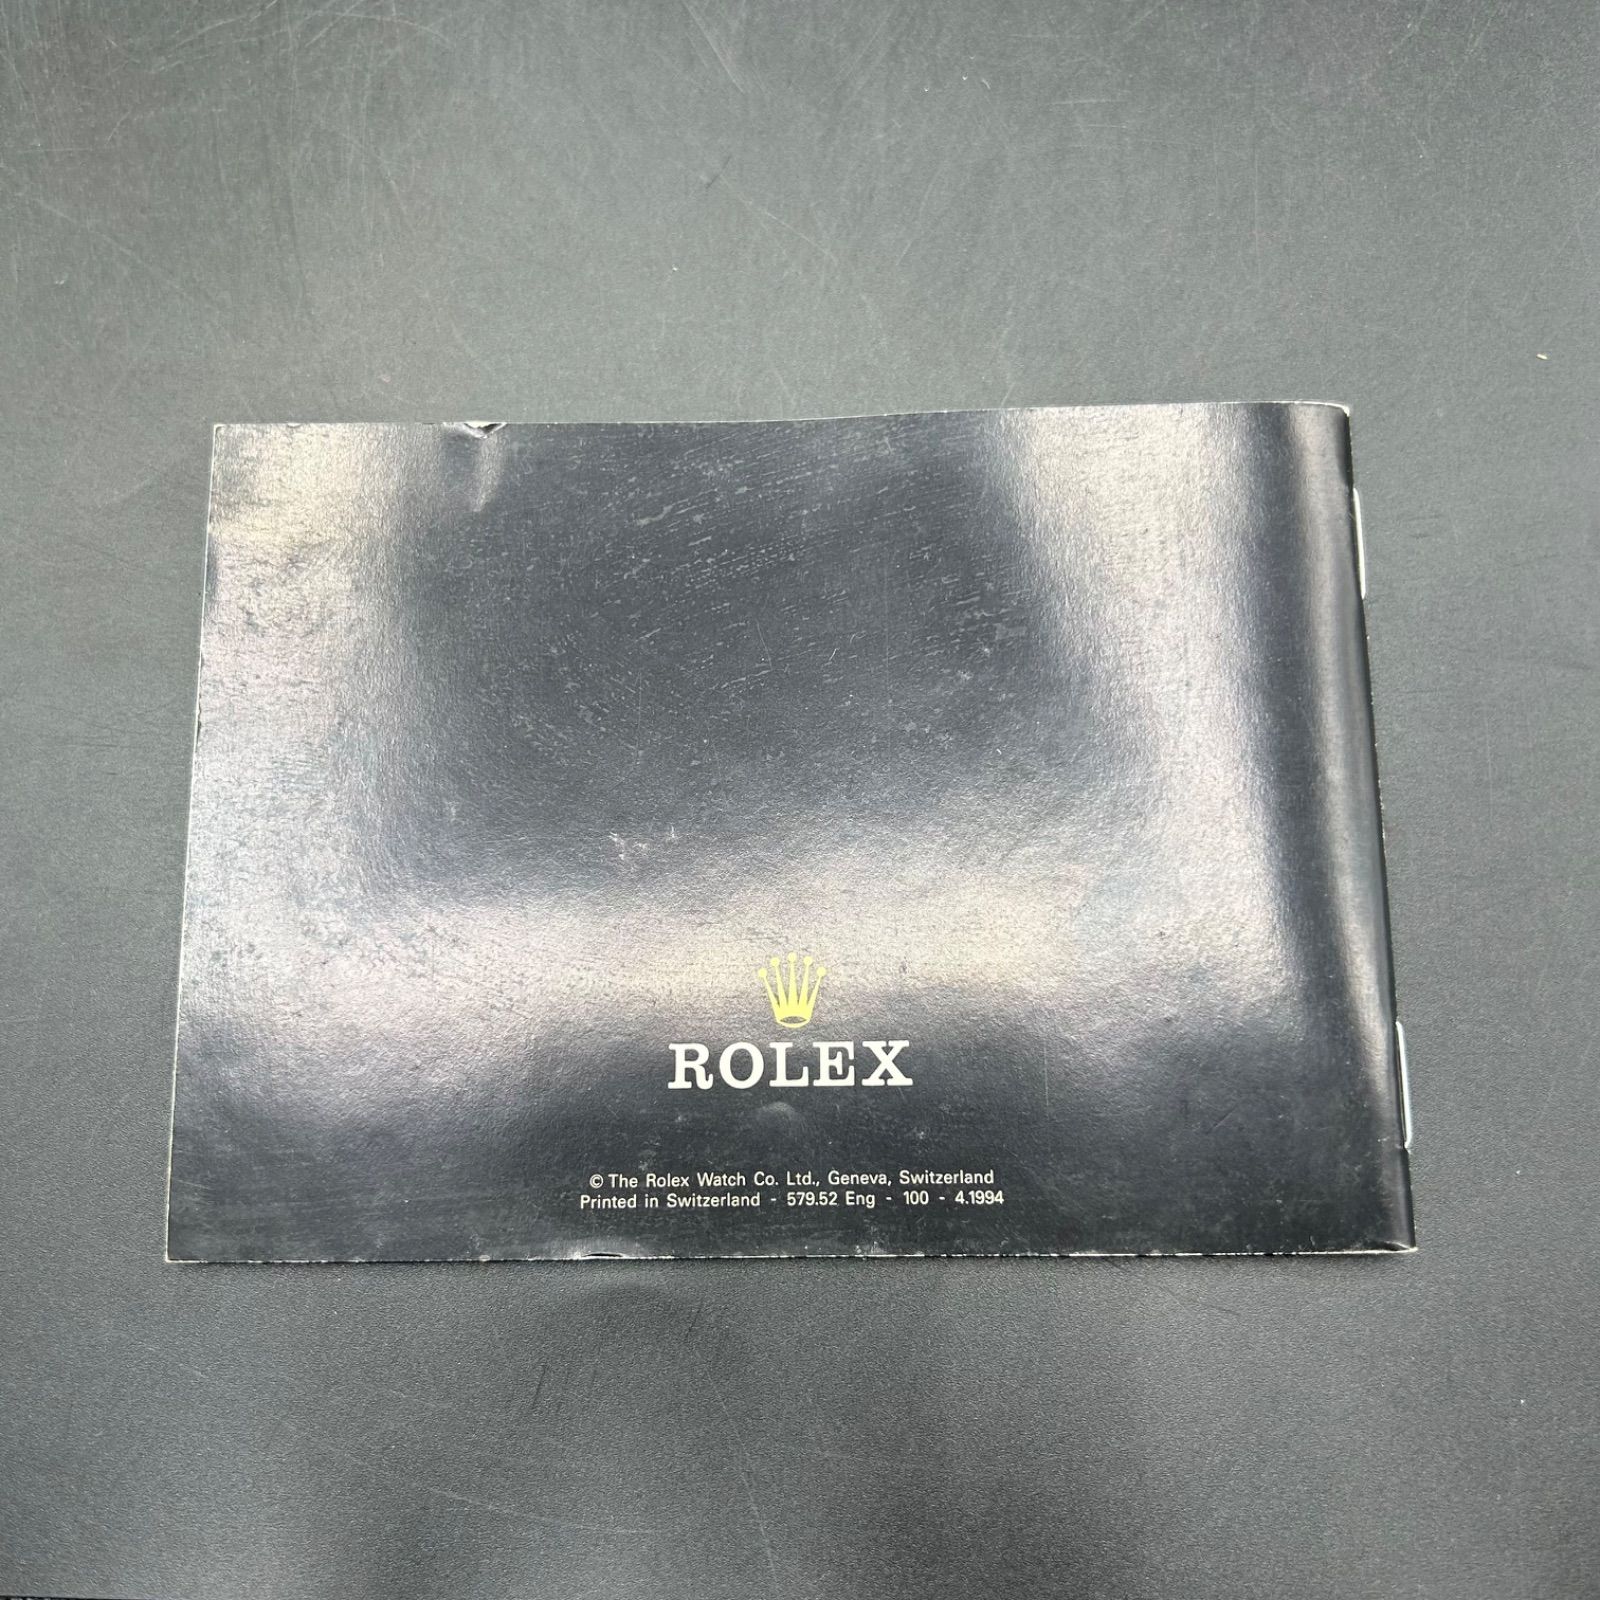 ROLEX
© The Rolex Watch Co. Ltd., Geneva, Switzerland
Printed in Switzerland - 579.52 Eng - 100 - 4.1994